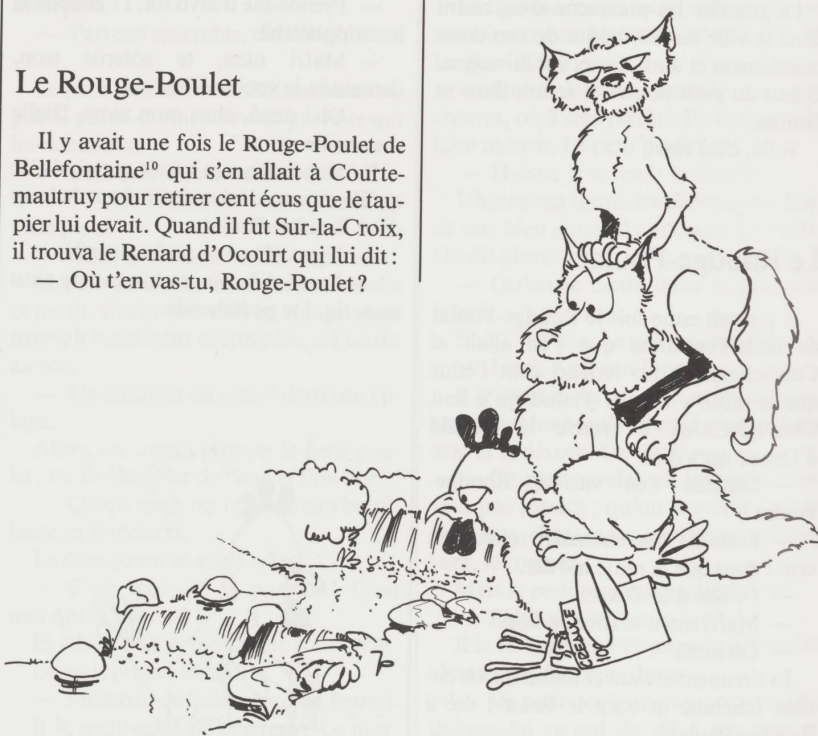 Le Rouge-Poulet
Il y avait une fois le Rouge-Poulet de
Bellefontaine¹⁰ qui s'en allait à Courte-
mautruy pour retirer cent écus que le tau-
pier lui devait. Quand il fut Sur-la-Croix,
il trouva le Renard d'Ocourt qui lui dit :
Où t'en vas-tu, Rouge-Poulet ?
CRÉANCE
100